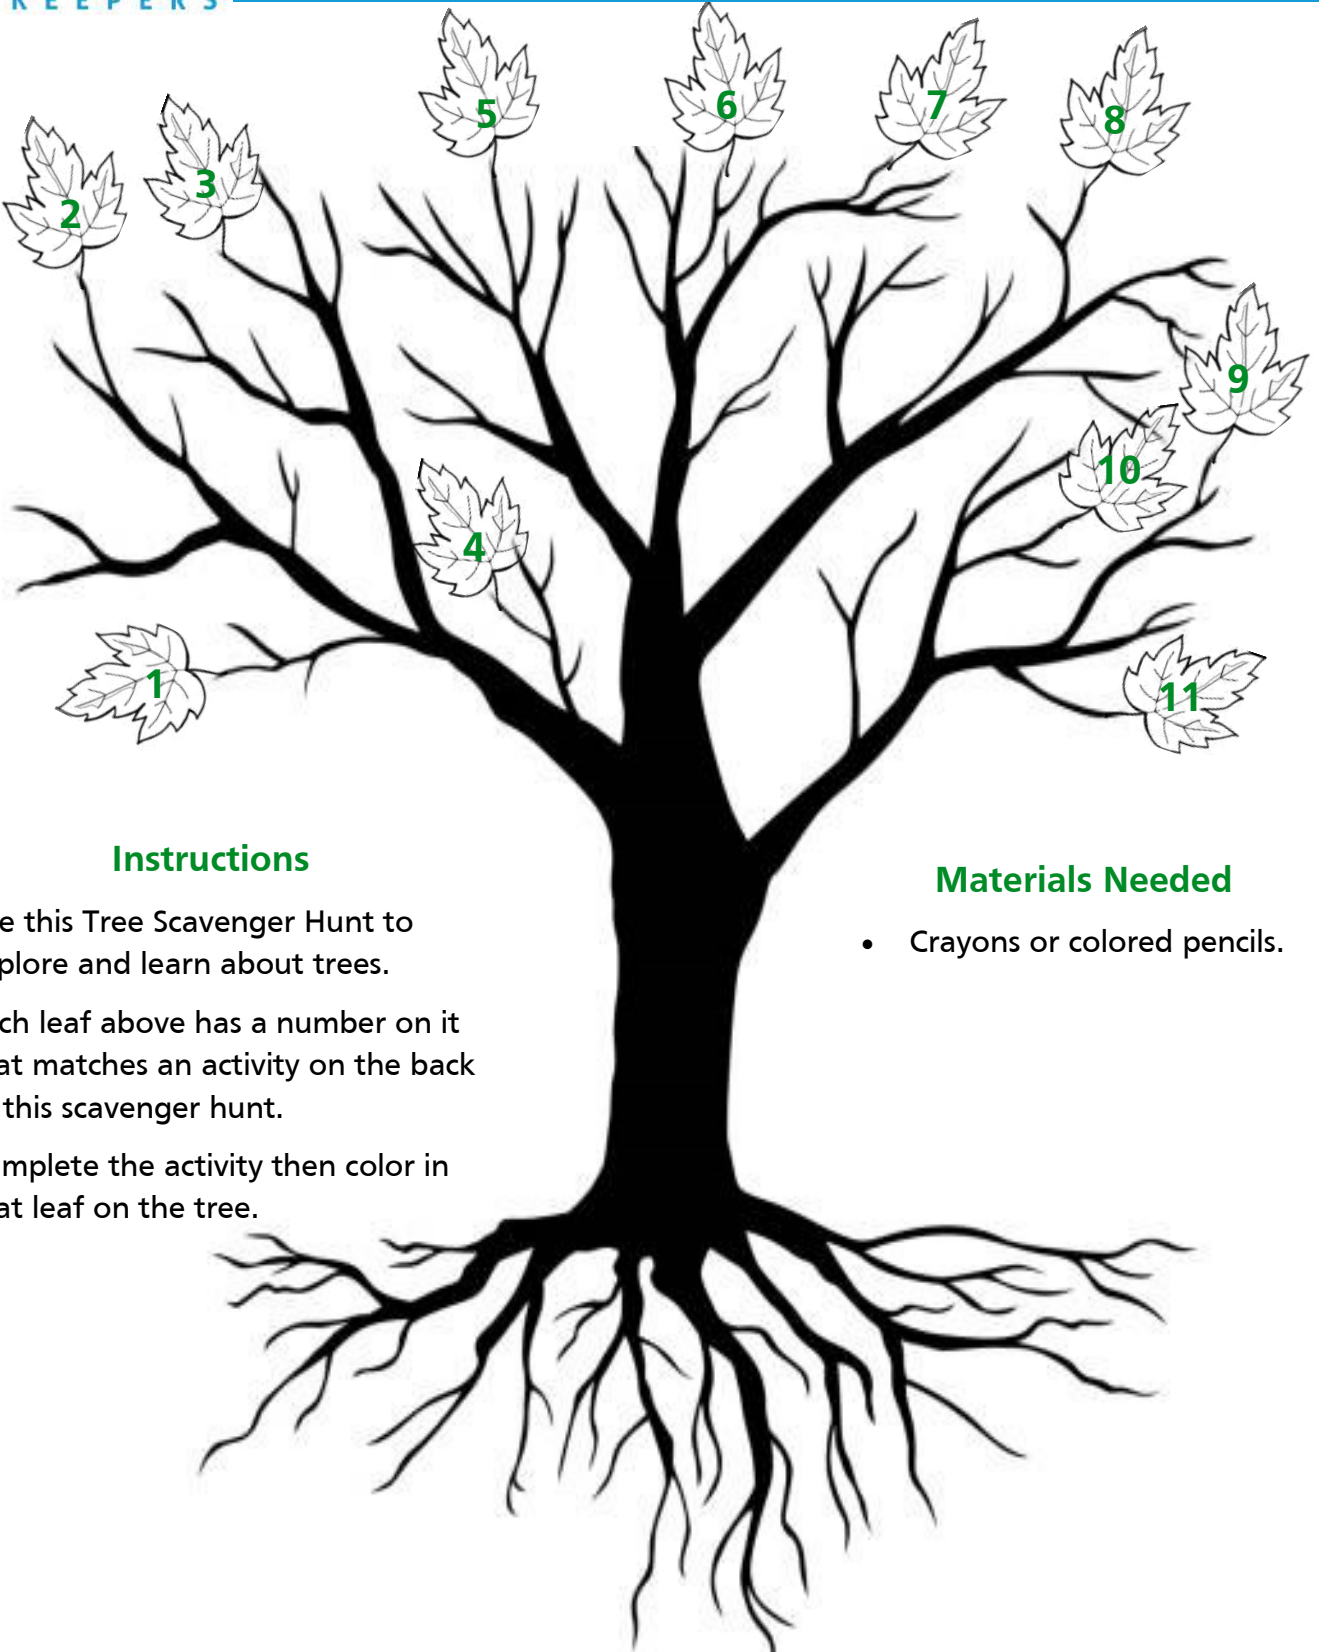 KEEPERS
5
6
7
8
3
2
9
10
4
1
11
Instructions
e this Tree Scavenger Hunt to
plore and learn about trees.
ch leaf above has a number on it
at matches an activity on the back
this scavenger hunt.
mplete the activity then color in
at leaf on the tree.
Materials Needed
• Crayons or colored pencils.